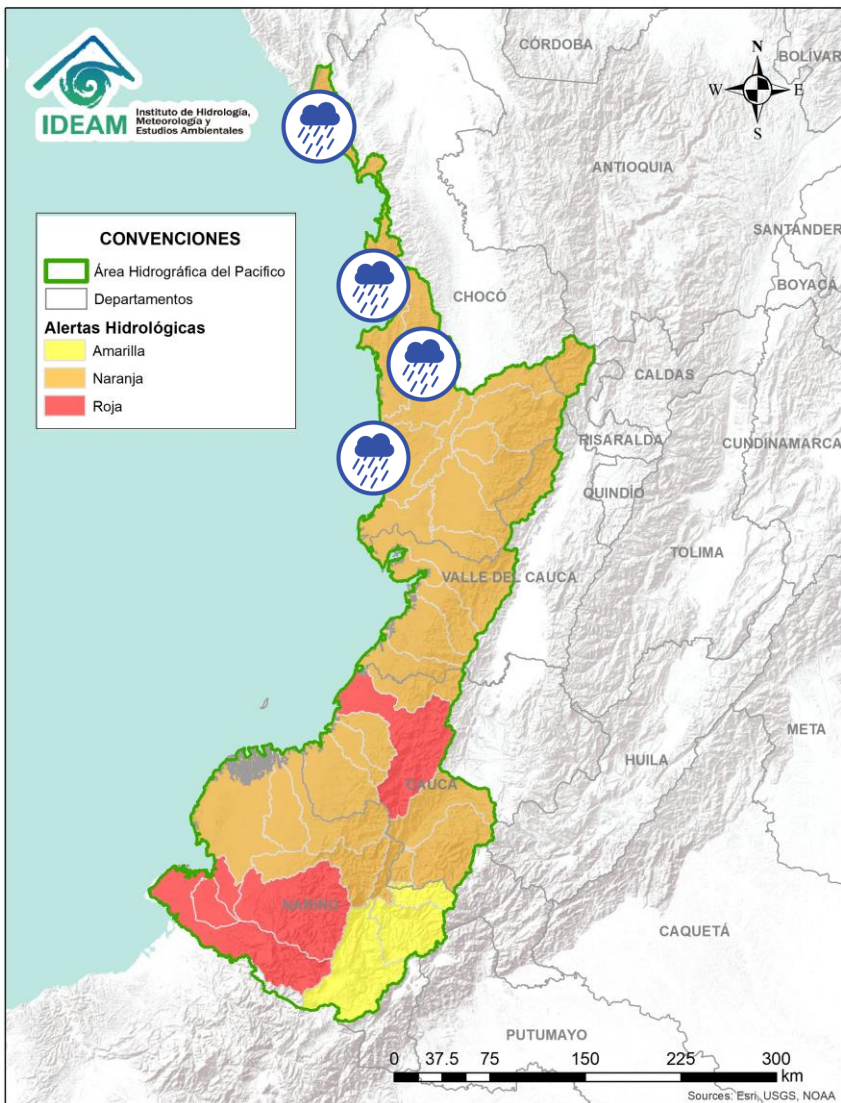 IDEAM
Instituto de Hidrología,
Meteorología y
Estudios Ambientales
N
W
E
S
CONVENCIONES
Área Hidrográfica del Pacifico
Departamentos
Alertas Hidrológicas
Amarilla
Naranja
Roja
CÓRDOBA
BOLÍVAR
ANTIOQUIA
SANTANDER
BOYACÁ
CHOCÓ
CALDAS
RISARALDA
CUNDINAMARCA
QUINDÍO
TOLIMA
VALLE DEL CAUCA
META
HUILA
CAUCA
NARIÑO
CAQUETÁ
PUTUMAYO
0 37.5 75 150 225 300
km
Sources: Esri, USGS, NOAA